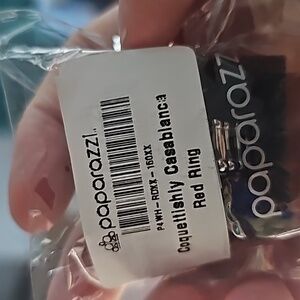 paparazzi
P4WH-RDXX-160XX
Coquettishly Casablanca
Red Ring
paparazzi